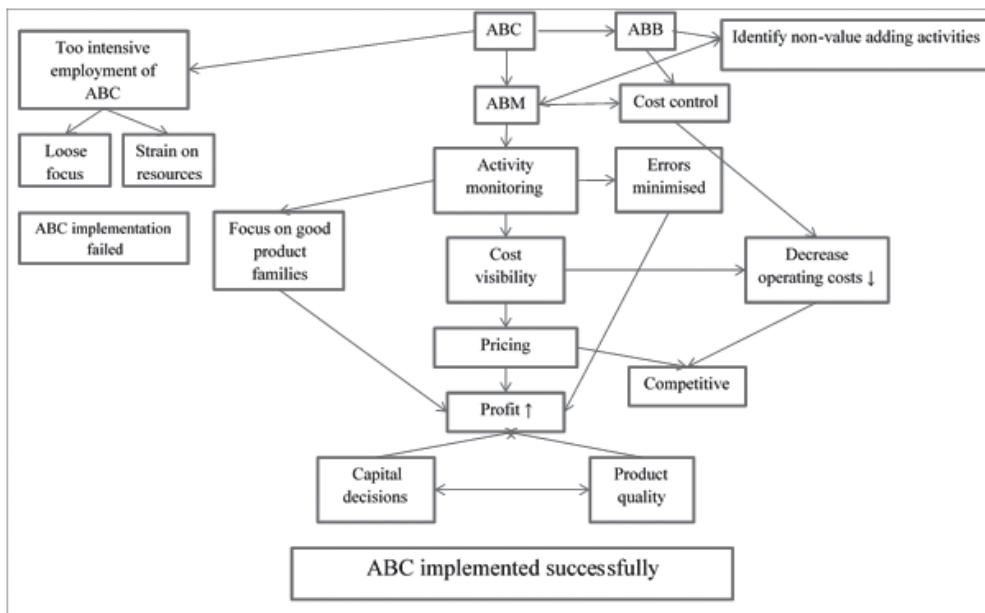 ABC
ABB
Identify non-value adding activities
Too intensive
employment of
ABC
ABM
Cost control
Loose
focus
Strain on
resources
Activity
monitoring
Errors
minimised
ABC implementation
failed
Focus on good
product
families
Cost
visibility
Decrease
operating costs ↓
Pricing
Competitive
Profit ↑
Capital
decisions
Product
quality
ABC implemented successfully